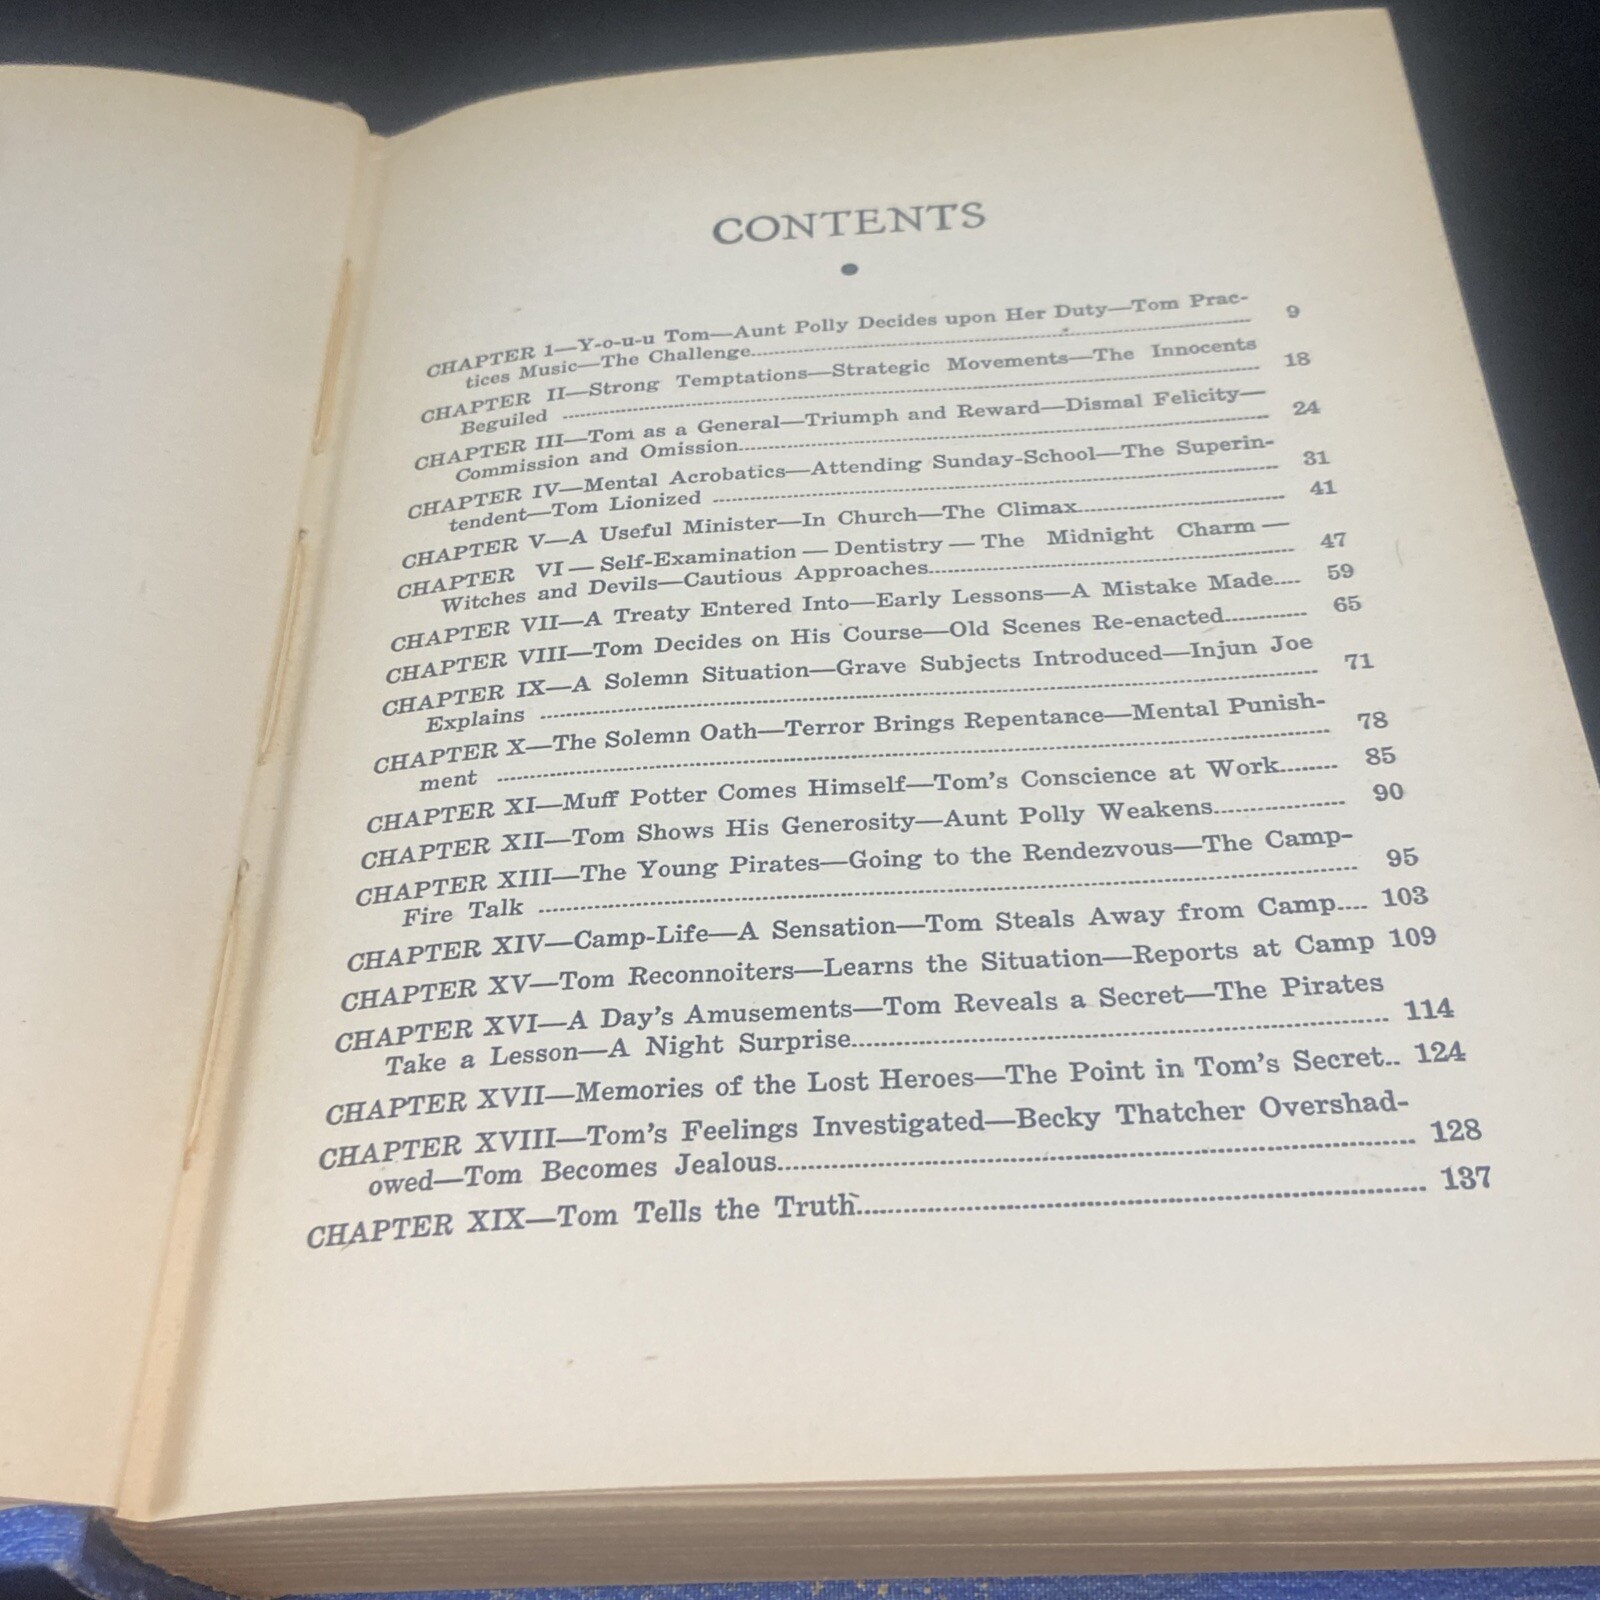 CONTENTS
CHAPTER 1—Y-o-u-u Tom—Aunt Polly Decides upon Her Duty—Tom Prac-
tices Music—The Challenge 9
CHAPTER II—Strong Temptations—Strategic Movements—The Innocents
Beguiled 18
CHAPTER III—Tom as a General—Triumph and Reward—Dismal Felicity—
Commission and Omission 24
CHAPTER IV—Mental Acrobatics—Attending Sunday-School—The Superin-
tendent—Tom Lionized 31
CHAPTER V—A Useful Minister—In Church—The Climax 41
CHAPTER VI — Self-Examination — Dentistry — The Midnight Charm —
Witches and Devils—Cautious Approaches 47
CHAPTER VII—A Treaty Entered Into—Early Lessons—A Mistake Made.... 59
CHAPTER VIII—Tom Decides on His Course—Old Scenes Re-enacted 65
CHAPTER IX—A Solemn Situation—Grave Subjects Introduced—Injun Joe
Explains 71
CHAPTER X—The Solemn Oath—Terror Brings Repentance—Mental Punish-
ment 78
CHAPTER XI—Muff Potter Comes Himself—Tom's Conscience at Work 85
CHAPTER XII—Tom Shows His Generosity—Aunt Polly Weakens 90
CHAPTER XIII—The Young Pirates—Going to the Rendezvous—The Camp-
Fire Talk 95
CHAPTER XIV—Camp-Life—A Sensation—Tom Steals Away from Camp.... 103
CHAPTER XV—Tom Reconnoiters—Learns the Situation—Reports at Camp 109
CHAPTER XVI—A Day's Amusements—Tom Reveals a Secret—The Pirates
Take a Lesson—A Night Surprise 114
CHAPTER XVII—Memories of the Lost Heroes—The Point in Tom's Secret.. 124
CHAPTER XVIII—Tom's Feelings Investigated—Becky Thatcher Overshad-
owed—Tom Becomes Jealous 128
CHAPTER XIX—Tom Tells the Truth 137